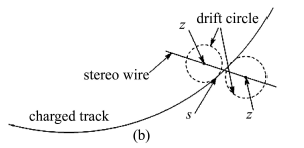 z drift circle
stereo wire
charged track
s z
(b)